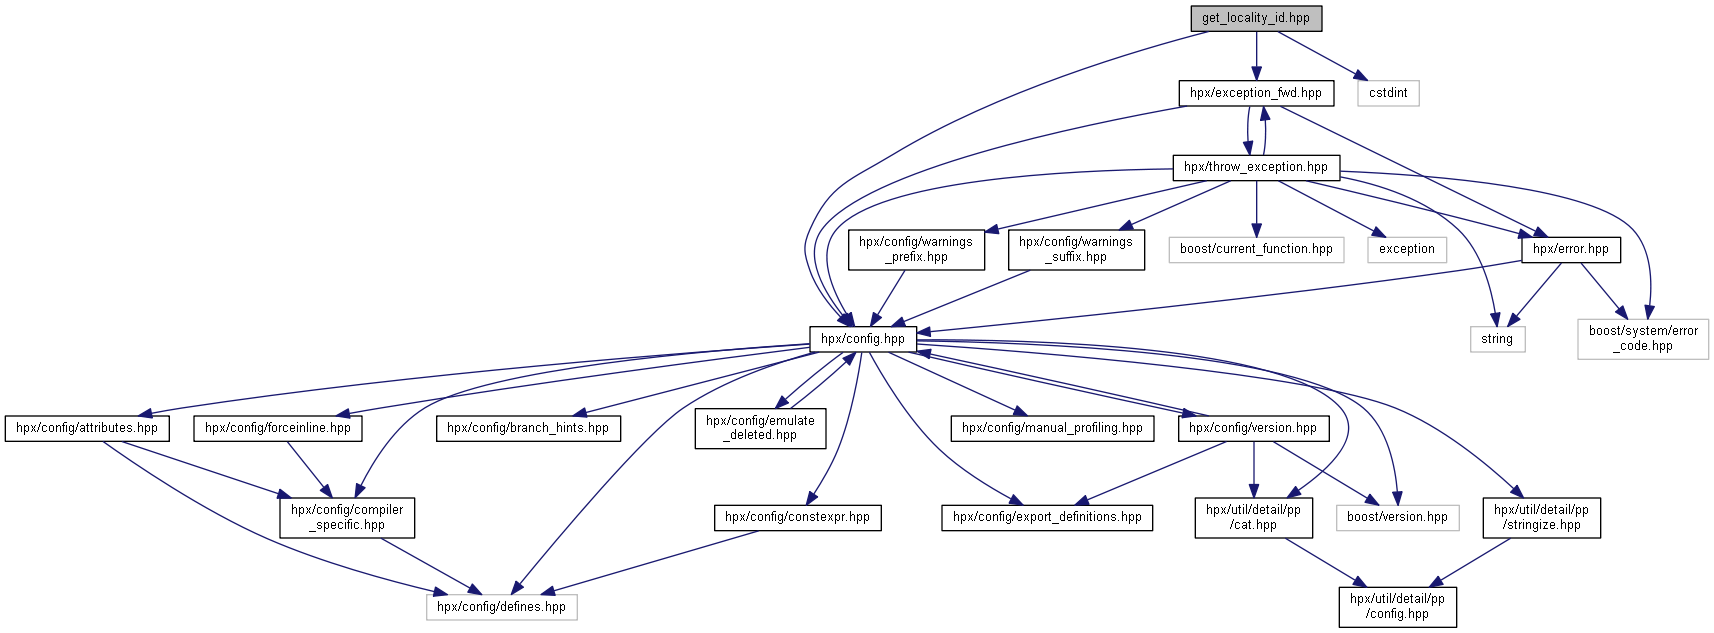 get_locality_id.hpp
hpx/exception_fwd.hpp
cstdint
hpx/throw_exception.hpp
hpx/config/warnings
_prefix.hpp
hpx/config/warnings
_suffix.hpp
boost/current_function.hpp
exception
hpx/error.hpp
hpx/config.hpp
string
boost/system/error
_code.hpp
hpx/config/attributes.hpp
hpx/config/forceinline.hpp
hpx/config/branch_hints.hpp
hpx/config/emulate
_deleted.hpp
hpx/config/manual_profiling.hpp
hpx/config/version.hpp
hpx/config/compiler
_specific.hpp
hpx/config/constexpr.hpp
hpx/config/export_definitions.hpp
hpx/util/detail/pp
/cat.hpp
boost/version.hpp
hpx/util/detail/pp
/stringize.hpp
hpx/config/defines.hpp
hpx/util/detail/pp
/config.hpp